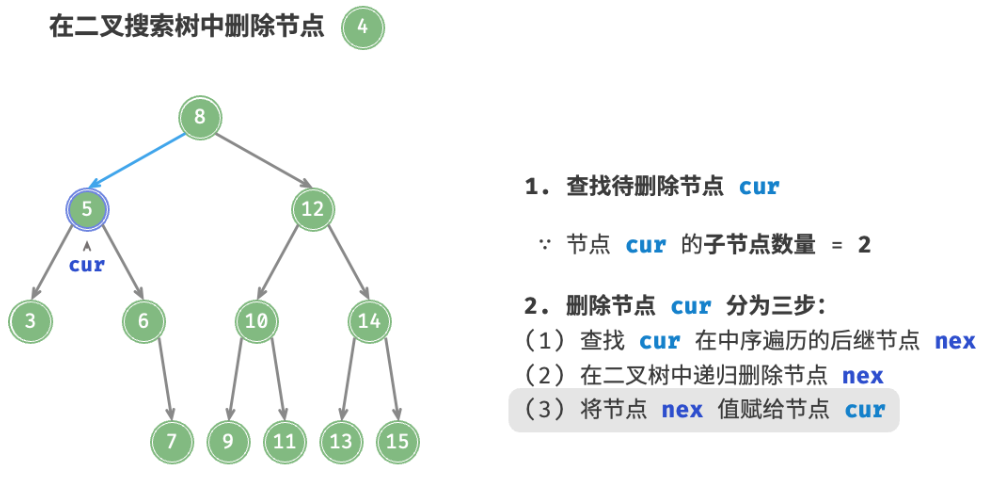 在二叉搜索树中删除节点 4
8
1. 查找待删除节点 cur
5 12
∵ 节点 cur 的子节点数量 = 2
^
cur
2. 删除节点 cur 分为三步：
3 6 10 14
(1) 查找 cur 在中序遍历的后继节点 nex
(2) 在二叉树中递归删除节点 nex
(3) 将节点 nex 值赋给节点 cur
7 9 11 13 15